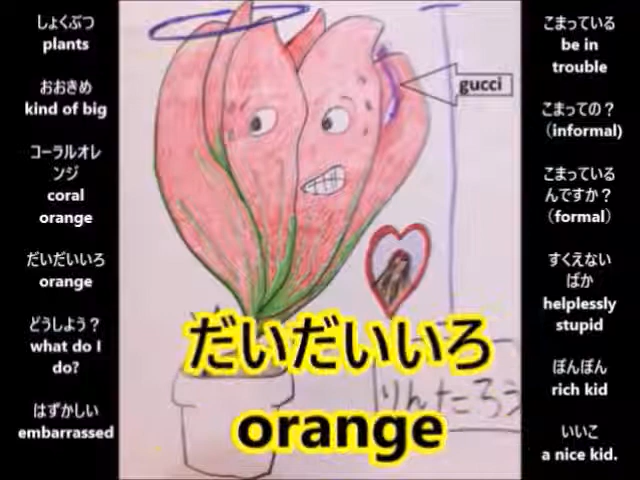 しょくぶつ
plants
おおきめ
kind of big
コーラルオレ
ンジ
coral
orange
だいだいいろ
orange
どうしよう？
what do I
do?
はずかしい
embarrassed
gucci
だいだいいろ
orange
りんたろう
こまっている
be in
trouble
こまっての？
（informal)
こまっている
んですか？
（formal）
すくえない
ばか
helplessly
stupid
ぼんぼん
rich kid
いいこ
a nice kid.